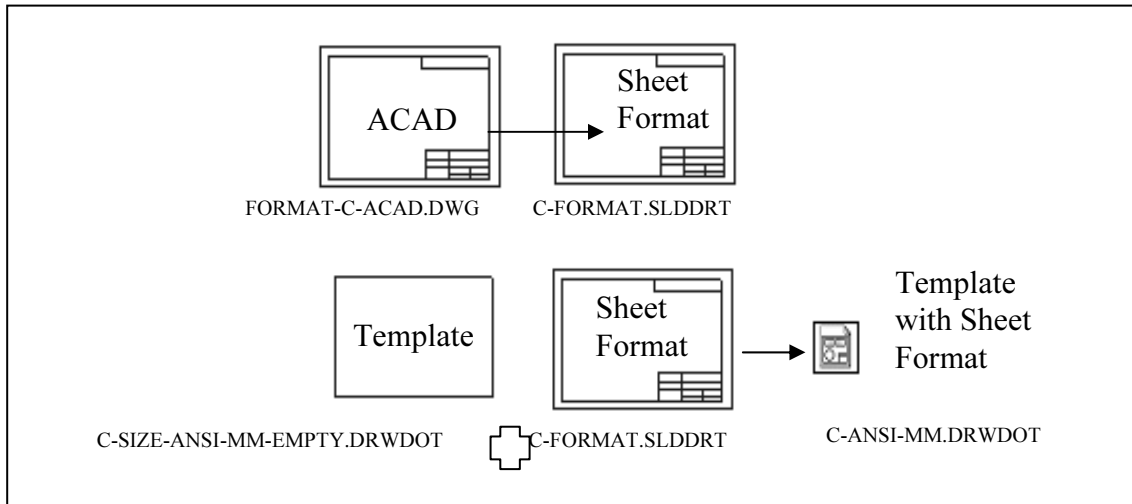 ACAD
Sheet
Format
FORMAT-C-ACAD.DWG
C-FORMAT.SLDDRT
Template
Sheet
Format
Template
with Sheet
Format
C-SIZE-ANSI-MM-EMPTY.DRWDOT
C-FORMAT.SLDDRT
C-ANSI-MM.DRWDOT